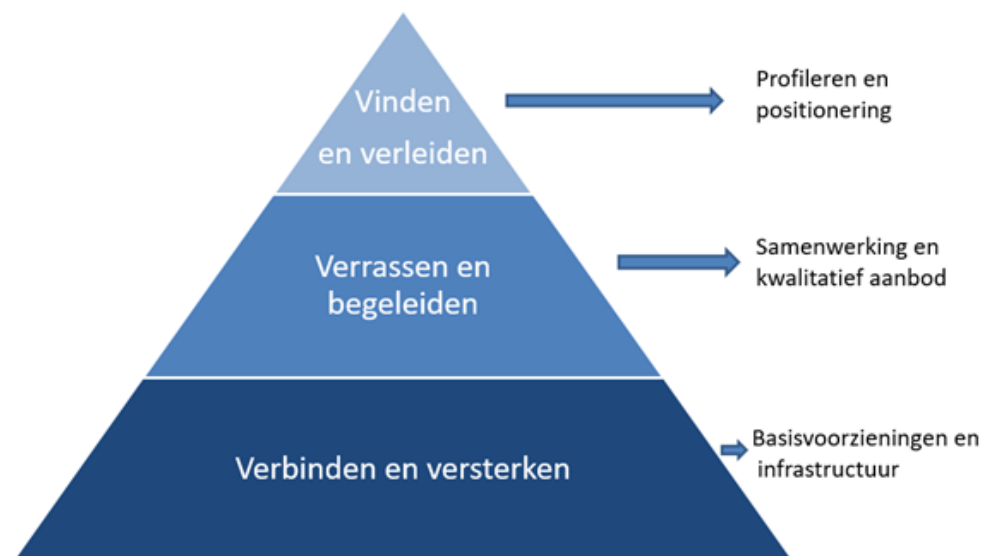 Vinden
en verleiden
Profileren en
positionering
Verrassen en
begeleiden
Samenwerking en
kwalitatief aanbod
Verbinden en versterken
Basisvoorzieningen en
infrastructuur